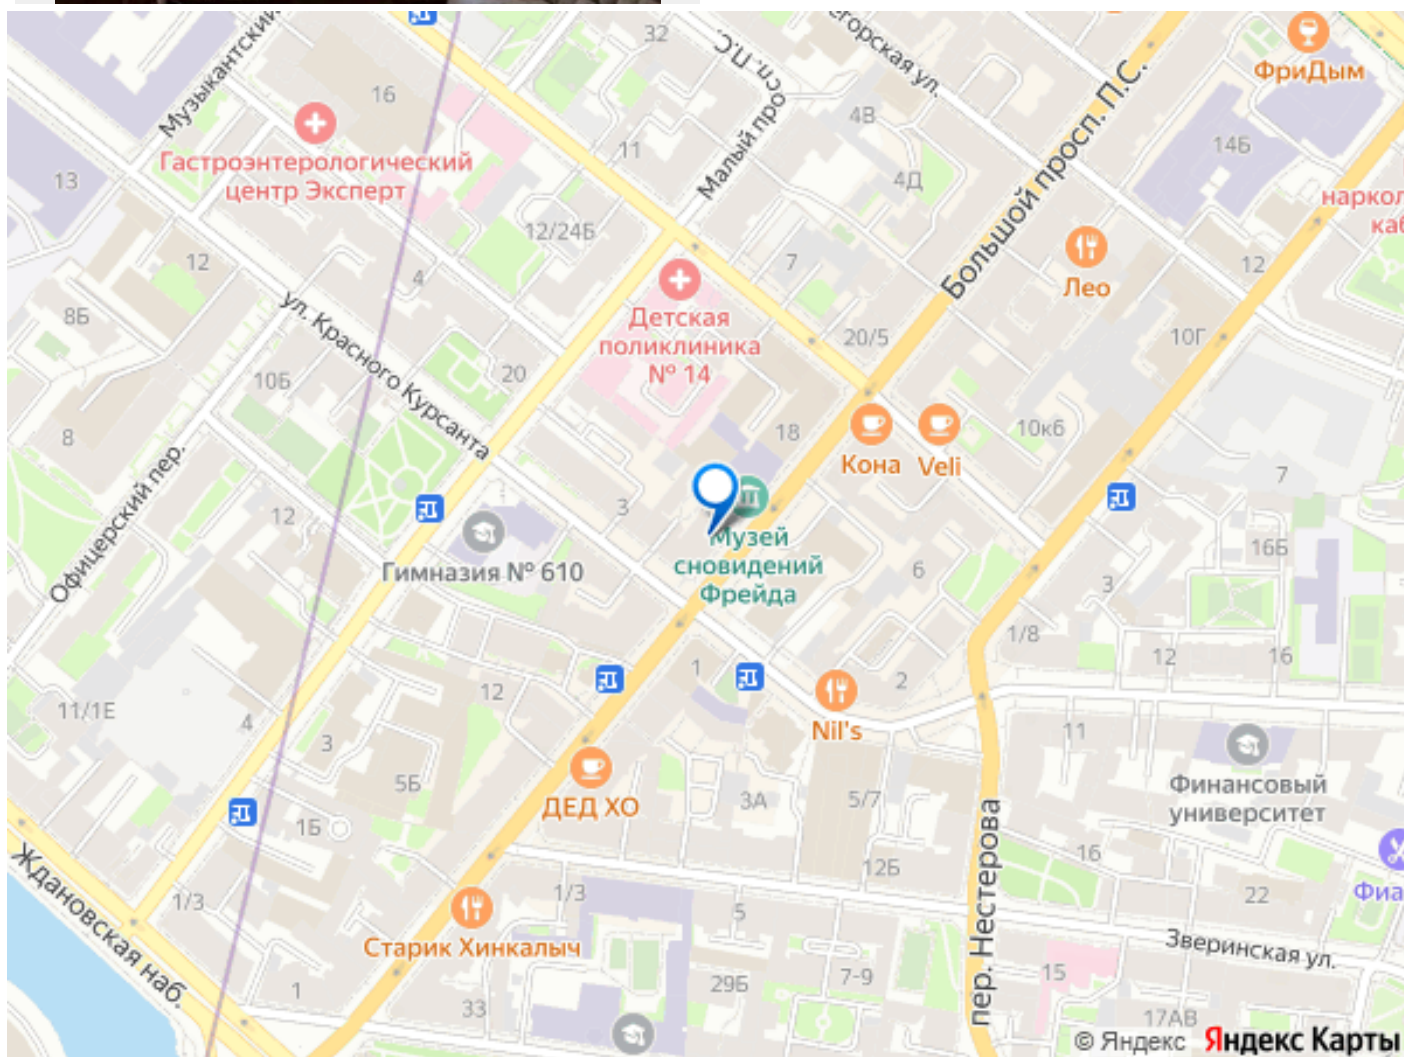 Музыкантский
32
просп. П.С.
Малый просп.
горская ул.
ФриДым
16
Гастроэнтерологический
центр Эксперт
13
11
4В
4Д
14Б
Большой просп. П.С.
12/24Б
12
4
7
Лео
12
8Б
ул. Красного Курсанта
Детская
поликлиника
№ 14
20/5
10Г
10Б
20
8
18
Кона
Veli
10к6
7
Офицерский пер.
12
3
Гимназия № 610
Музей
сновидений
Фрейда
6
16Б
3
1/8
12
16
11/1Е
4
3
12
1
2
Nil's
11
5Б
ДЕД ХО
3А
5/7
Финансовый
университет
1Б
12Б
16
22
Ждановская наб.
1/3
1/3
5
Старик Хинкалыч
пер. Нестерова
Зверинская ул.
1
33
29Б
7-9
15
17АВ
© Яндекс Яндекс Карты